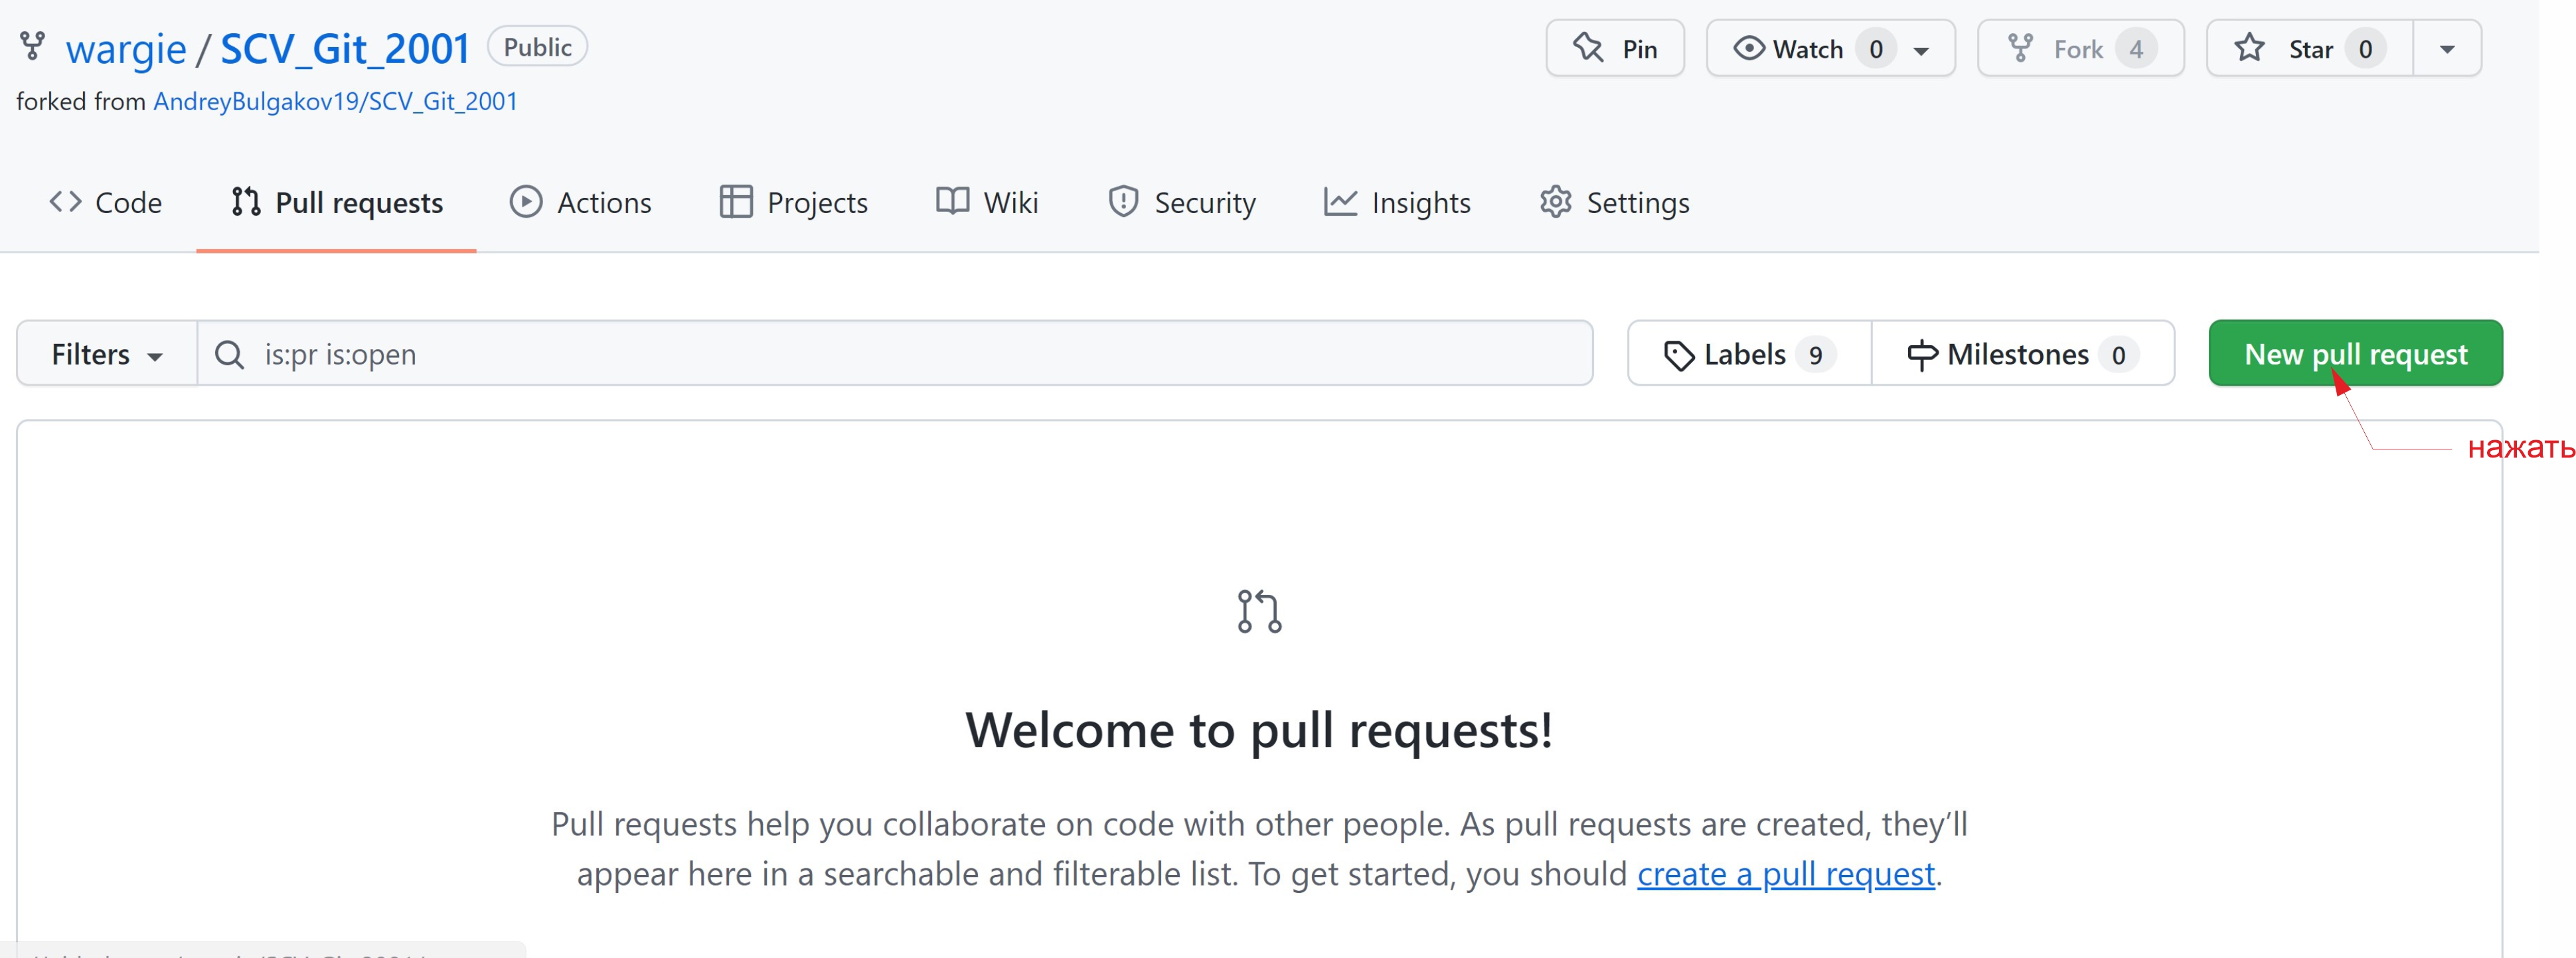 wargie / SCV_Git_2001 Public
Pin Watch 0 Fork 4 Star 0
forked from AndreyBulgakov19/SCV_Git_2001
Code Pull requests Actions Projects Wiki Security Insights Settings
Filters is:pr is:open Labels 9 Milestones 0 New pull request
нажать
Welcome to pull requests!
Pull requests help you collaborate on code with other people. As pull requests are created, they’ll
appear here in a searchable and filterable list. To get started, you should create a pull request.